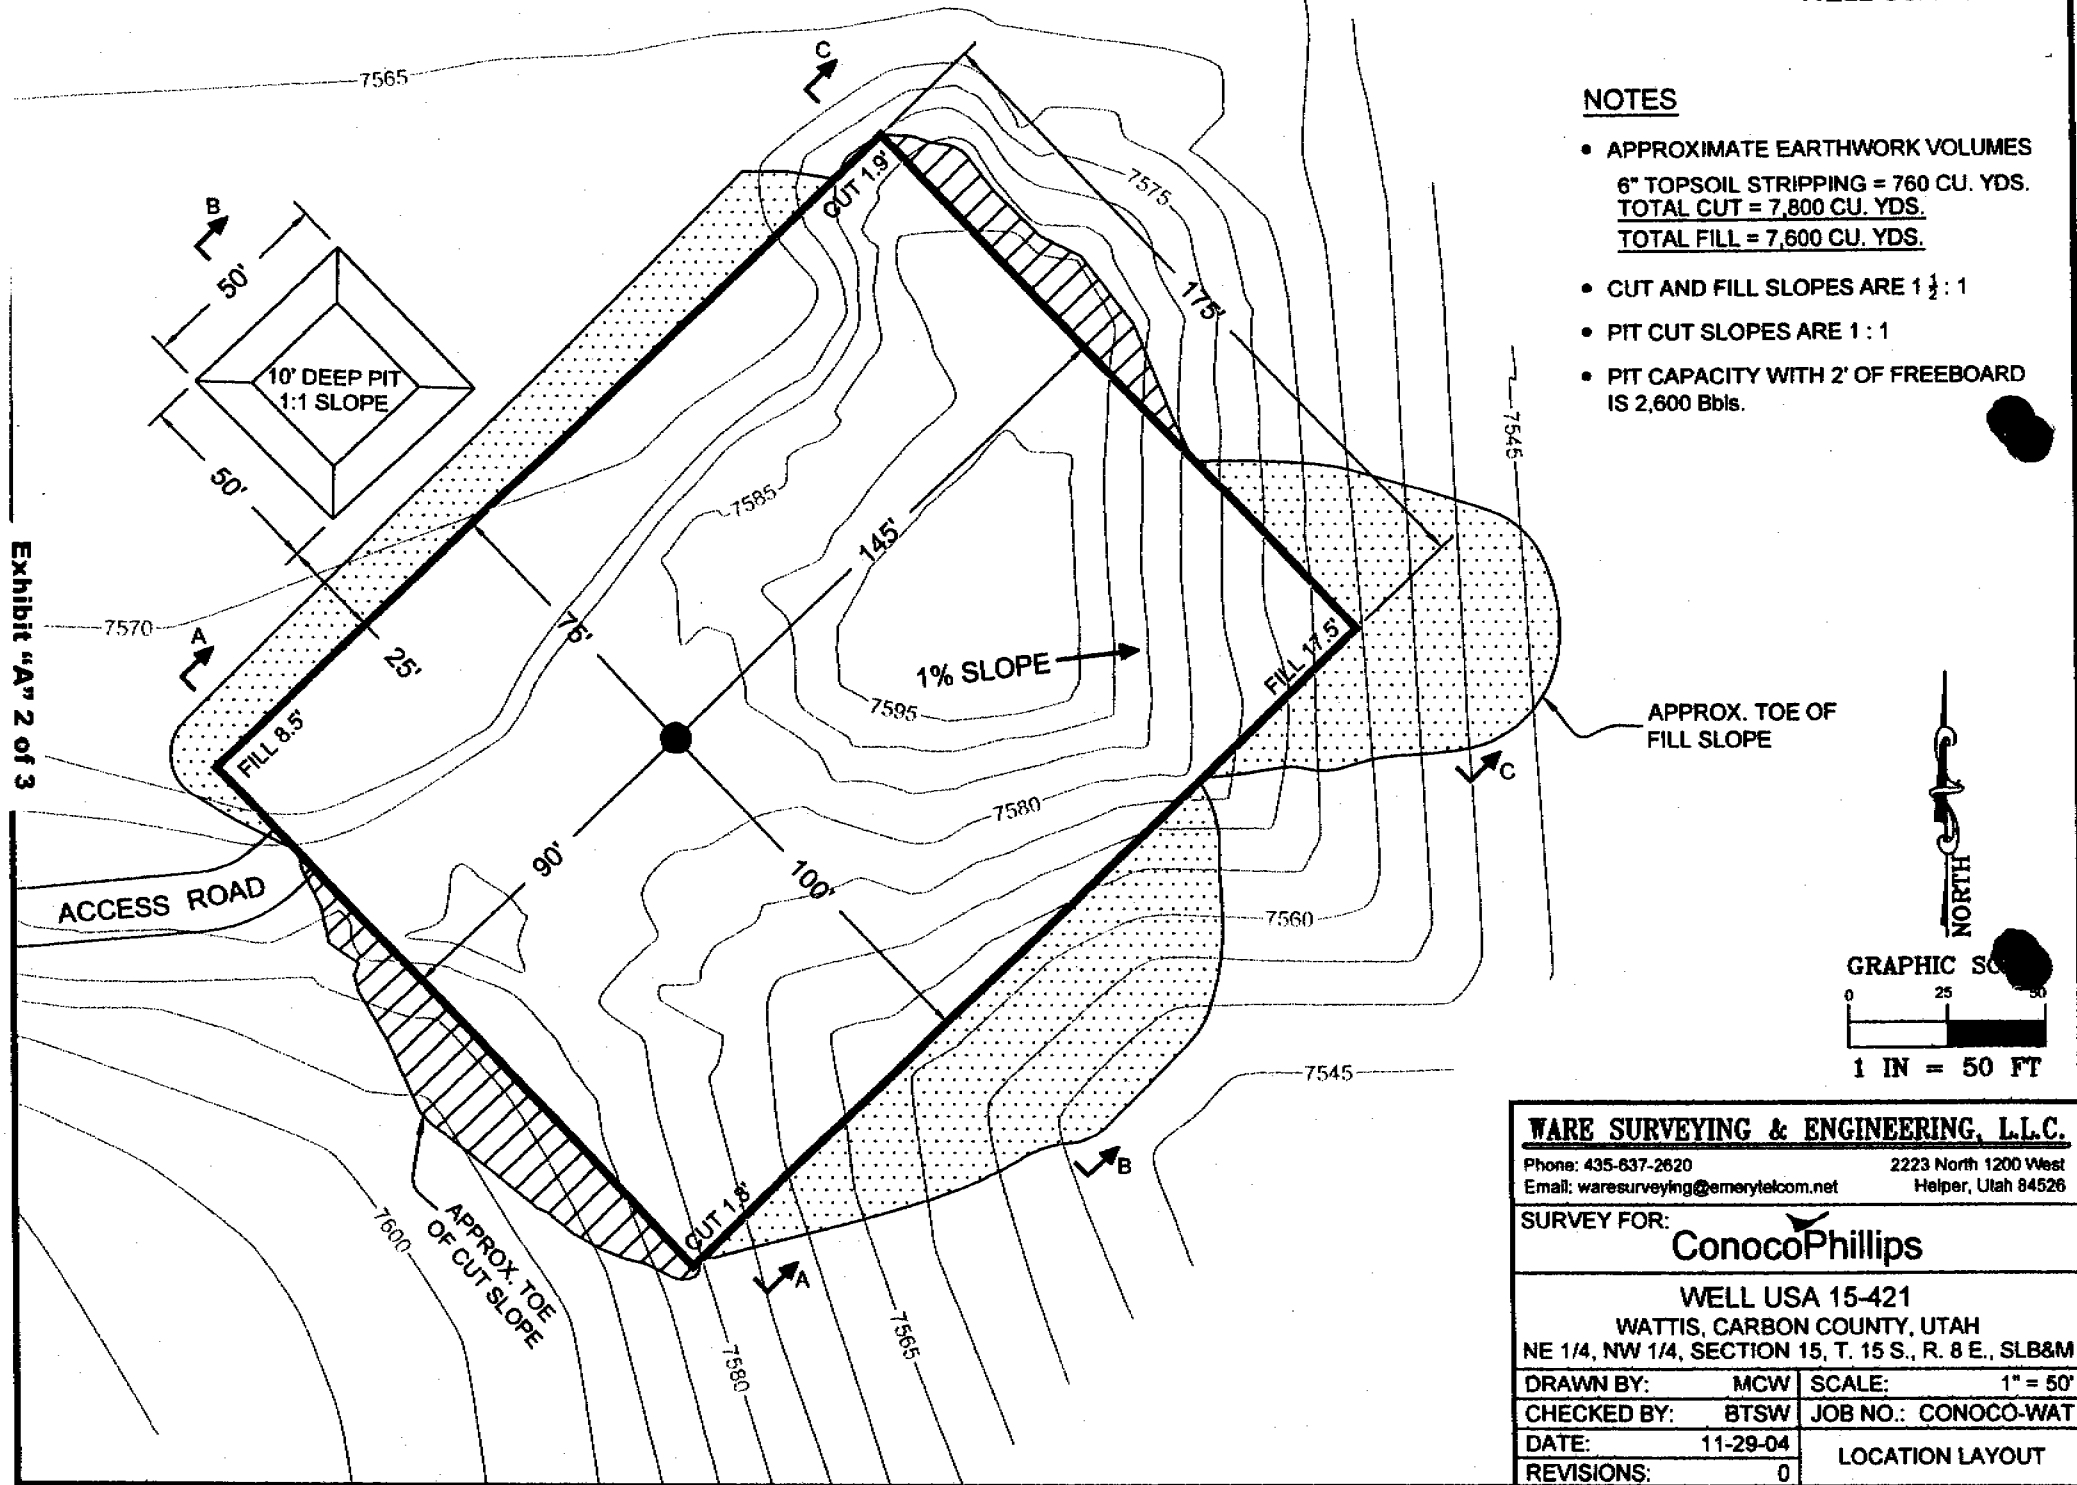 NOTES
• APPROXIMATE EARTHWORK VOLUMES
6" TOPSOIL STRIPPING = 760 CU. YDS.
TOTAL CUT = 7,800 CU. YDS.
TOTAL FILL = 7,600 CU. YDS.
• CUT AND FILL SLOPES ARE 1 1/2 : 1
• PIT CUT SLOPES ARE 1 : 1
• PIT CAPACITY WITH 2' OF FREEBOARD
IS 2,600 Bbls.
7565
C
B
50'
10' DEEP PIT
1:1 SLOPE
50'
CUT 1.9'
7575
175'
7545
7585
145'
7570
A
25'
75'
1% SLOPE
FILL 17.5'
7595
FILL 8.5'
APPROX. TOE OF
FILL SLOPE
C
7580
90'
100'
ACCESS ROAD
7560
7545
B
CUT 1.8'
A
APPROX. TOE
OF CUT SLOPE
7600
7580
7565
Exhibit "A" 2 of 3
NORTH
GRAPHIC
0 25 50
1 IN = 50 FT
WARE SURVEYING & ENGINEERING, L.L.C.
Phone: 435-637-2620 2223 North 1200 West
Email: waresurveying@emerytelcom.net Helper, Utah 84526
SURVEY FOR:
ConocoPhillips
WELL USA 15-421
WATTIS, CARBON COUNTY, UTAH
NE 1/4, NW 1/4, SECTION 15, T. 15 S., R. 8 E., SLB&M
DRAWN BY: MCW SCALE: 1" = 50'
CHECKED BY: BTSW JOB NO.: CONOCO-WAT
DATE: 11-29-04
LOCATION LAYOUT
REVISIONS: 0